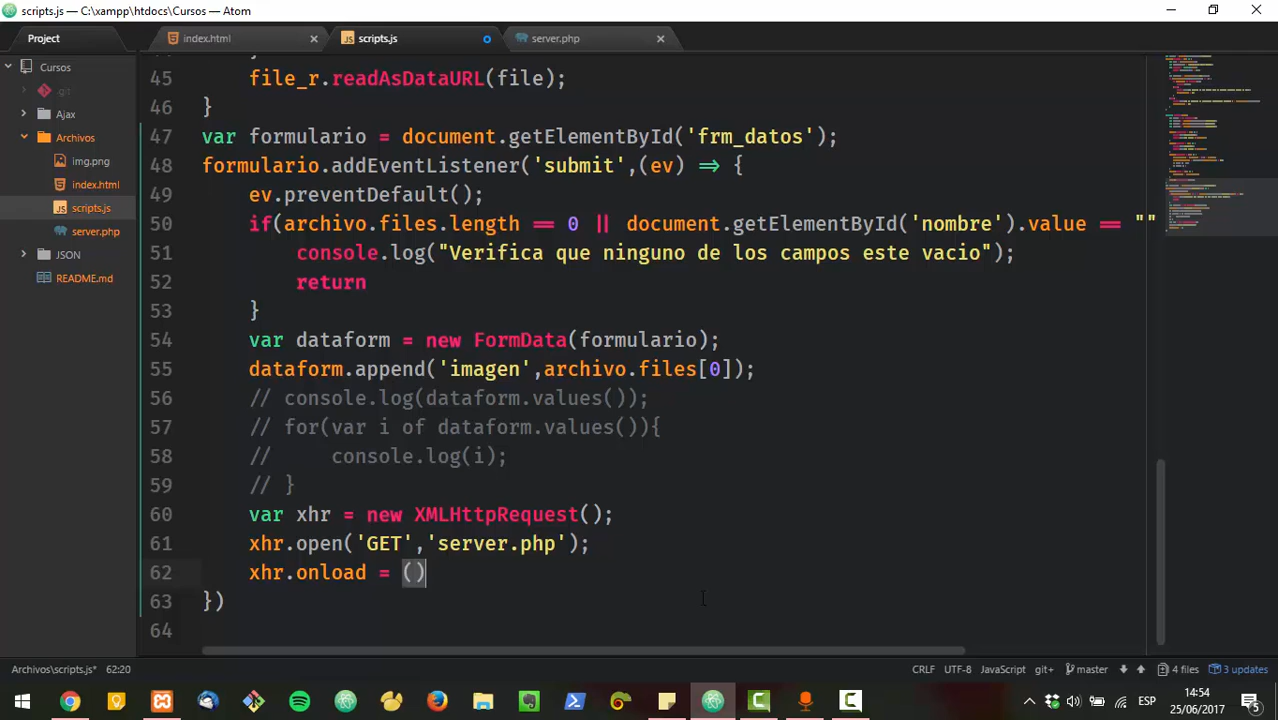 scripts.js — C:\xampp\htdocs\Cursos — Atom
Project
index.html
scripts.js
server.php
Cursos
.git
Ajax
Archivos
img.png
index.html
scripts.js
server.php
JSON
README.md
45 file_r.readAsDataURL(file);
46 }
47 var formulario = document.getElementById('frm_datos');
48 formulario.addEventListener('submit',(ev) => {
49 ev.preventDefault();
50 if(archivo.files.length == 0 || document.getElementById('nombre').value == ""
51 console.log("Verifica que ninguno de los campos este vacio");
52 return
53 }
54 var dataform = new FormData(formulario);
55 dataform.append('imagen',archivo.files[0]);
56 // console.log(dataform.values());
57 // for(var i of dataform.values()){
58 // console.log(i);
59 // }
60 var xhr = new XMLHttpRequest();
61 xhr.open('GET','server.php');
62 xhr.onload = ()
63 })
64
Archivos\scripts.js* 62:20
CRLF UTF-8 JavaScript git+ master 4 files 3 updates
ESP
14:54
25/06/2017
5